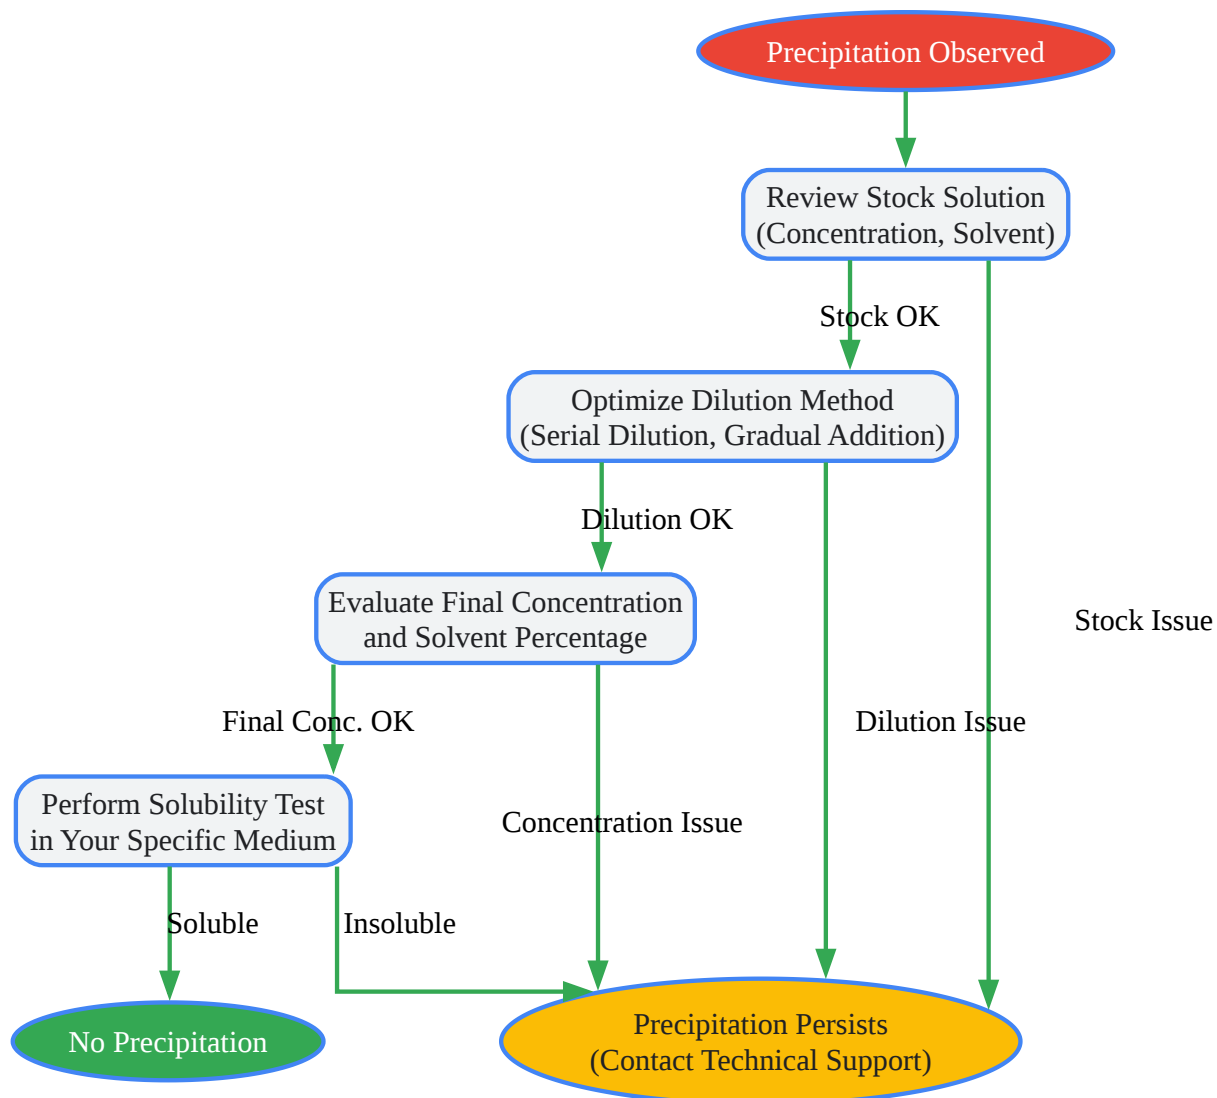 Precipitation Observed
Review Stock Solution
(Concentration, Solvent)
Stock OK
Optimize Dilution Method
(Serial Dilution, Gradual Addition)
Dilution OK
Evaluate Final Concentration
and Solvent Percentage
Stock Issue
Final Conc. OK
Dilution Issue
Perform Solubility Test
in Your Specific Medium
Concentration Issue
Soluble
Insoluble
No Precipitation
Precipitation Persists
(Contact Technical Support)